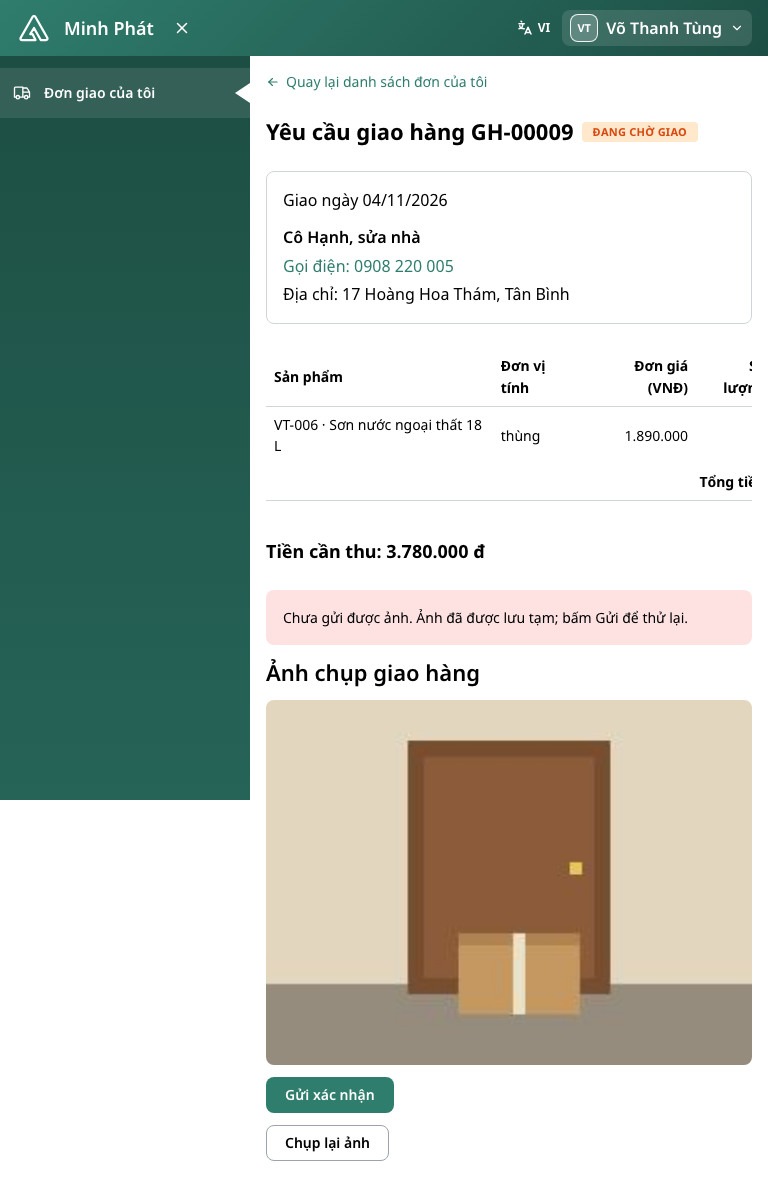 Minh Phát
VI
VT
Võ Thanh Tùng
Đơn giao của tôi
Quay lại danh sách đơn của tôi
Yêu cầu giao hàng GH-00009
ĐANG CHỜ GIAO
Giao ngày 04/11/2026
Cô Hạnh, sửa nhà
Gọi điện: 0908 220 005
Địa chỉ: 17 Hoàng Hoa Thám, Tân Bình
Sản phẩm
Đơn vị
tính
Đơn giá
(VNĐ)
VT-006 · Sơn nước ngoại thất 18
L
thùng
1.890.000
Tổng
Tiền cần thu: 3.780.000 đ
Chưa gửi được ảnh. Ảnh đã được lưu tạm; bấm Gửi để thử lại.
Ảnh chụp giao hàng
Gửi xác nhận
Chụp lại ảnh